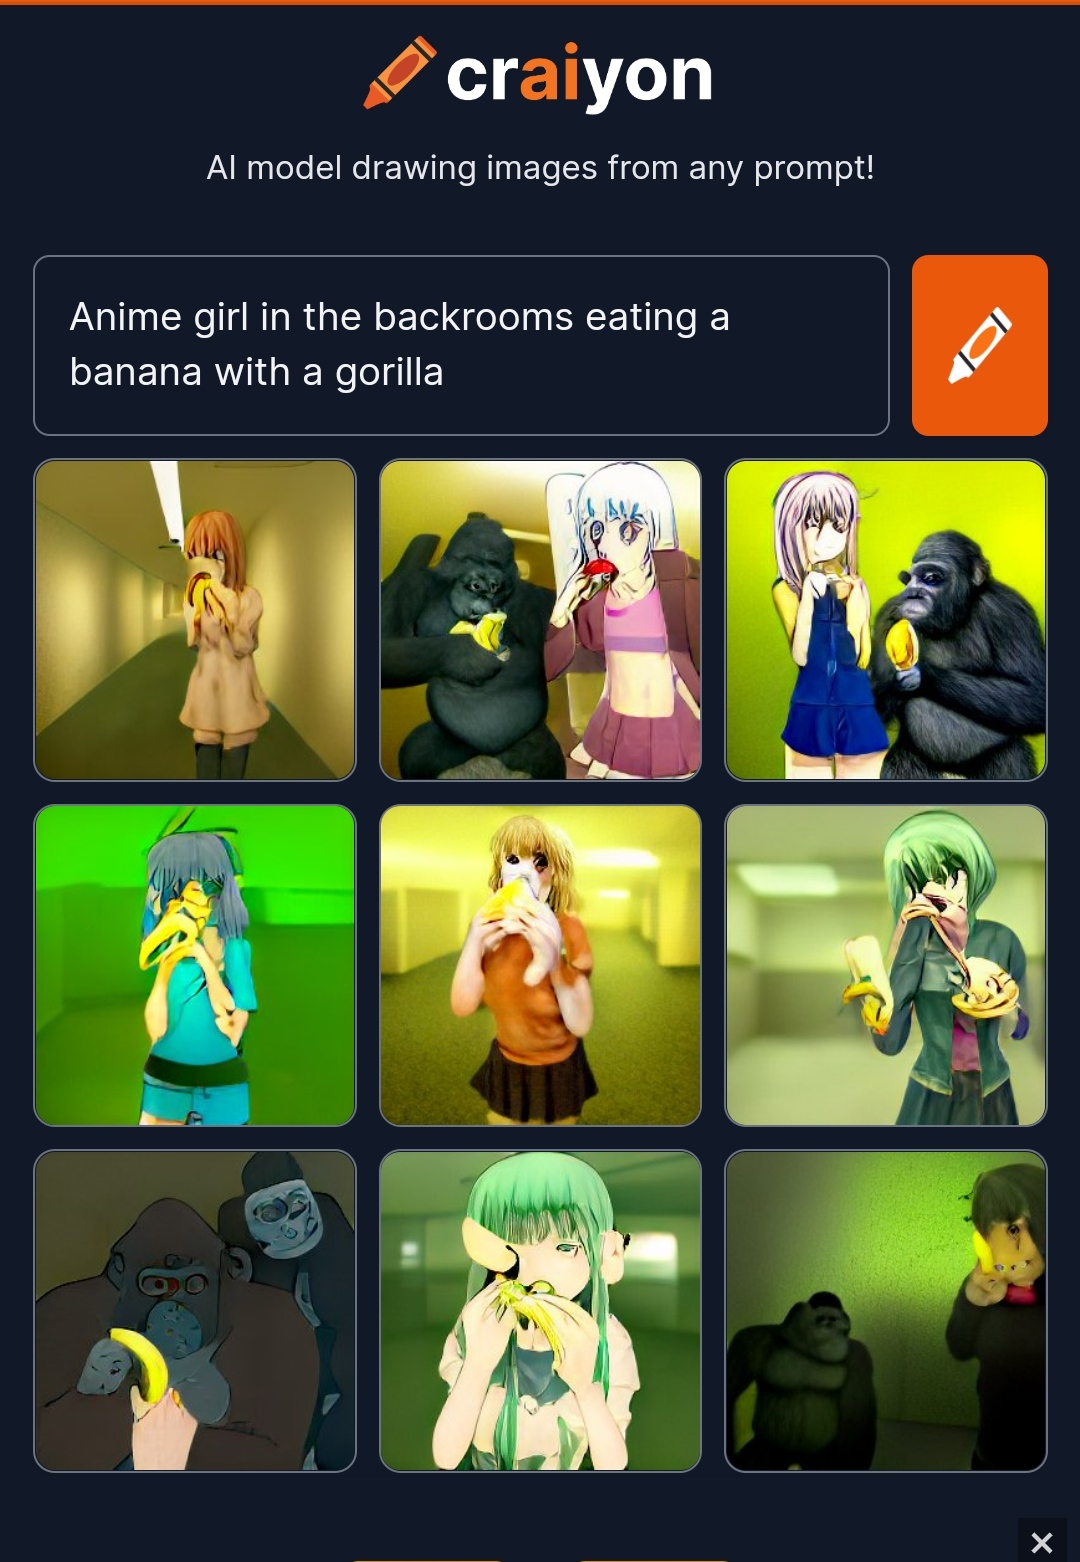 craiyon
AI model drawing images from any prompt!
Anime girl in the backrooms eating a
banana with a gorilla